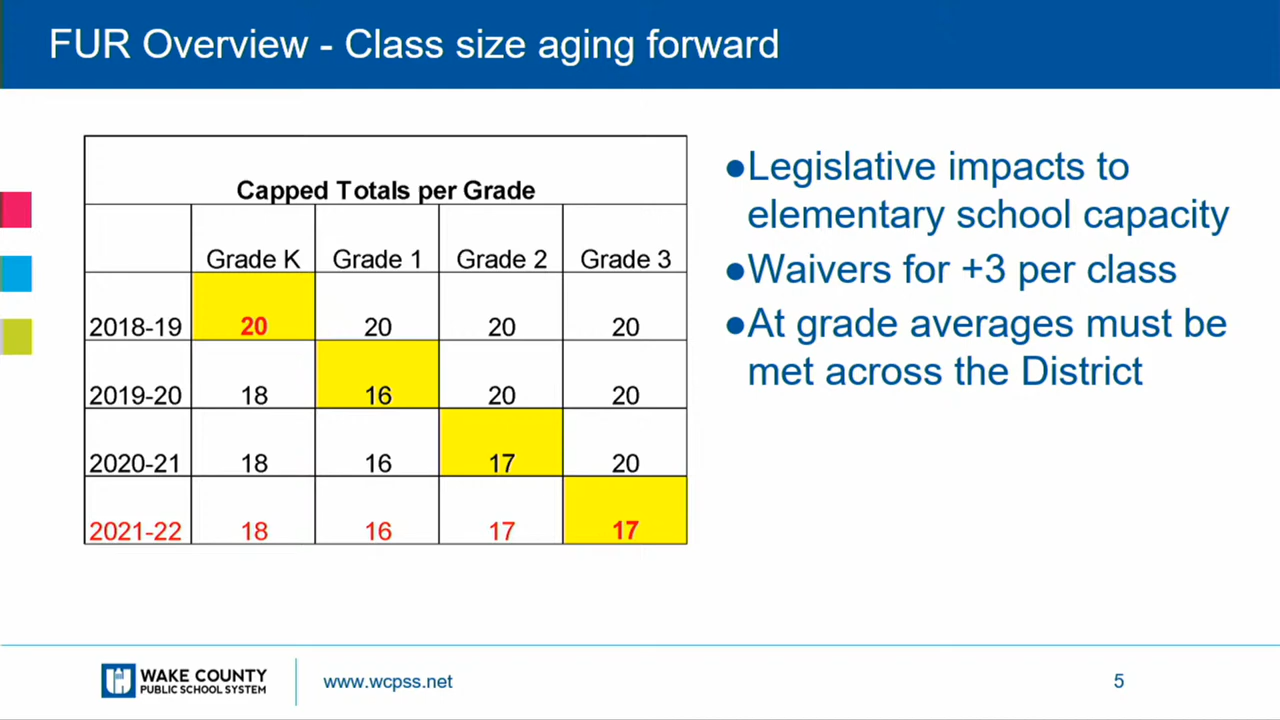 FUR Overview - Class size aging forward
Capped Totals per Grade
Grade K Grade 1 Grade 2 Grade 3
2018-19 20 20 20 20
2019-20 18 16 20 20
2020-21 18 16 17 20
2021-22 18 16 17 17
●Legislative impacts to
elementary school capacity
●Waivers for +3 per class
●At grade averages must be
met across the District
WAKE COUNTY
PUBLIC SCHOOL SYSTEM
www.wcpss.net
5